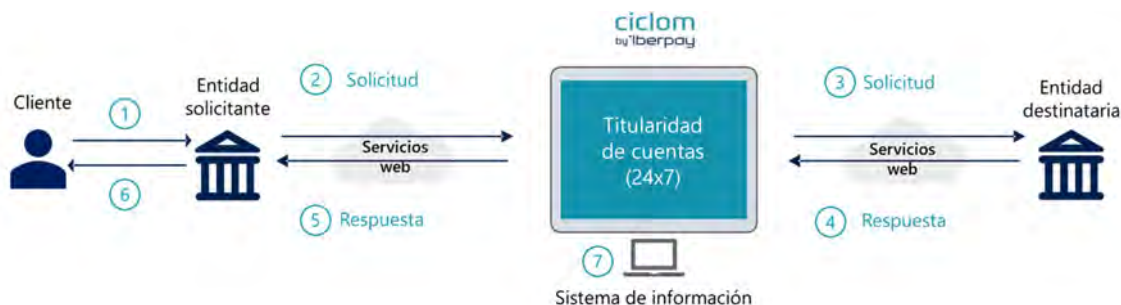 ciclom
by Iberpay
Cliente
1
Entidad
solicitante
2 Solicitud
3 Solicitud
Entidad
destinataria
Titularidad
de cuentas
(24x7)
Servicios
web
Servicios
web
6
5 Respuesta
4 Respuesta
7
Sistema de información